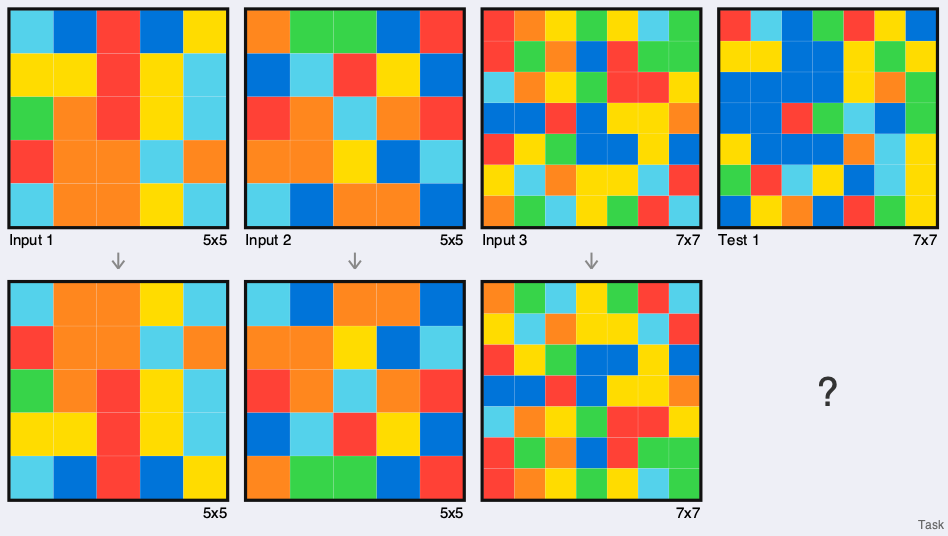 Input 1 5x5
Input 2 5x5
Input 3 7x7
Test 1 7x7
?
5x5
5x5
7x7
Task